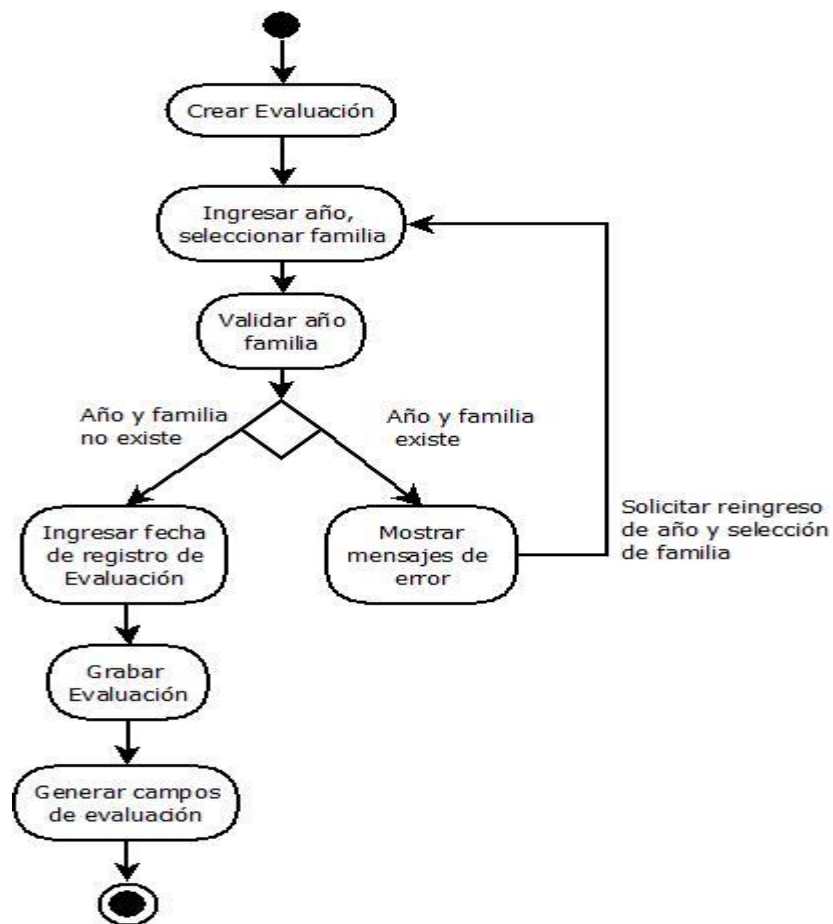 Crear Evaluación
Ingresar año,
seleccionar familia
Validar año
familia
Año y familia
no existe
Año y familia
existe
Ingresar fecha
de registro de
Evaluación
Mostrar
mensajes de
error
Solicitar reingreso
de año y selección
de familia
Grabar
Evaluación
Generar campos
de evaluación